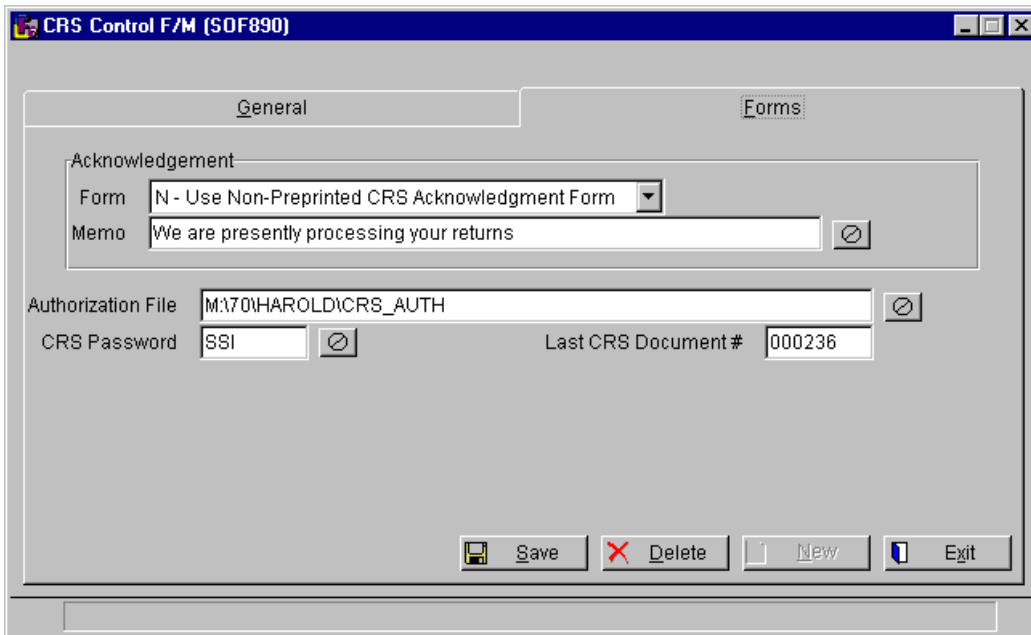 CRS Control F/M (SOF890)
General Forms
Acknowledgement
Form N - Use Non-Preprinted CRS Acknowledgment Form
Memo We are presently processing your returns
Authorization File M:\70\HAROLD\CRS_AUTH
CRS Password SSI Last CRS Document # 000236
Save Delete New Exit